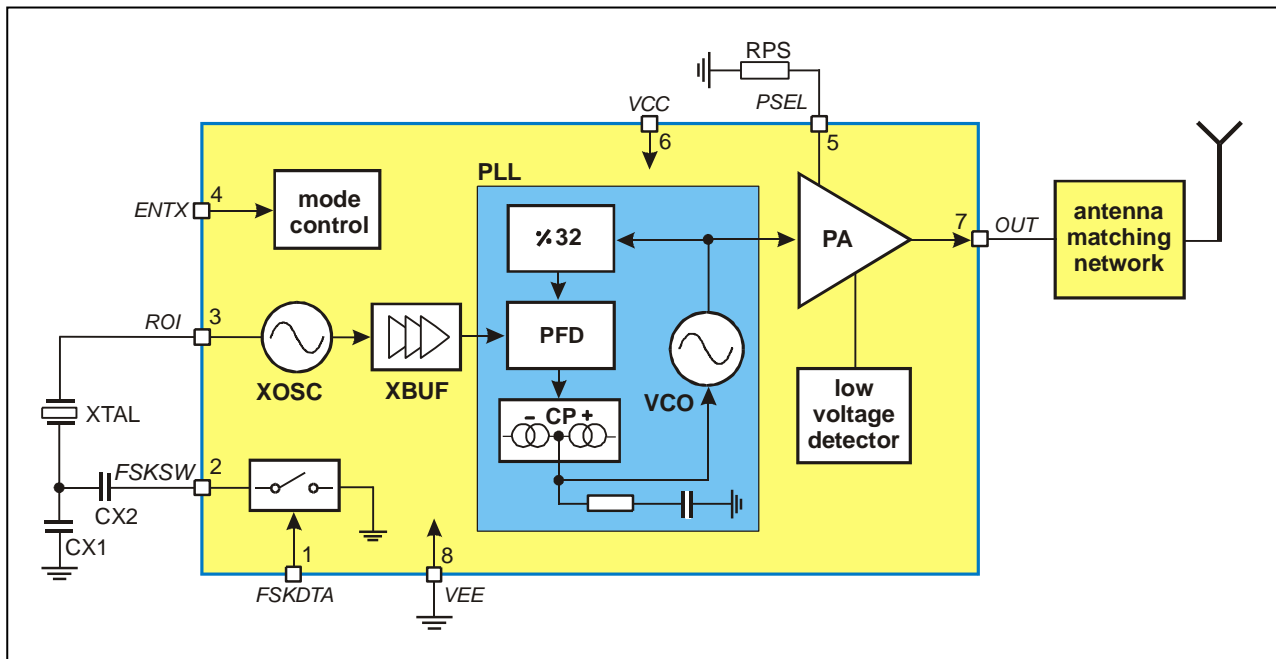 RPS
VCC
PSEL
6
5
PLL
4
ENTX
mode
control
٪32
PA
7
OUT
antenna
matching
network
3
ROI
XOSC
XBUF
PFD
VCO
low
voltage
detector
XTAL
- CP +
2
FSKSW
CX2
CX1
1
FSKDTA
8
VEE